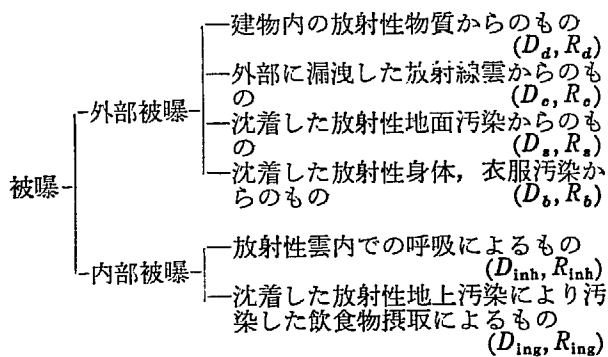 被曝
外部被曝
建物内の放射性物質からのもの
(D_d, R_d)
外部に漏洩した放射線雲からのも
の (D_c, R_c)
沈着した放射性地面汚染からのも
の (D_s, R_s)
沈着した放射性身体，衣服汚染か
らのもの (D_b, R_b)
内部被曝
放射性雲内での呼吸によるもの
(D_inh, R_inh)
沈着した放射性地上汚染により汚
染した飲食物摂取によるもの
(D_ing, R_ing)